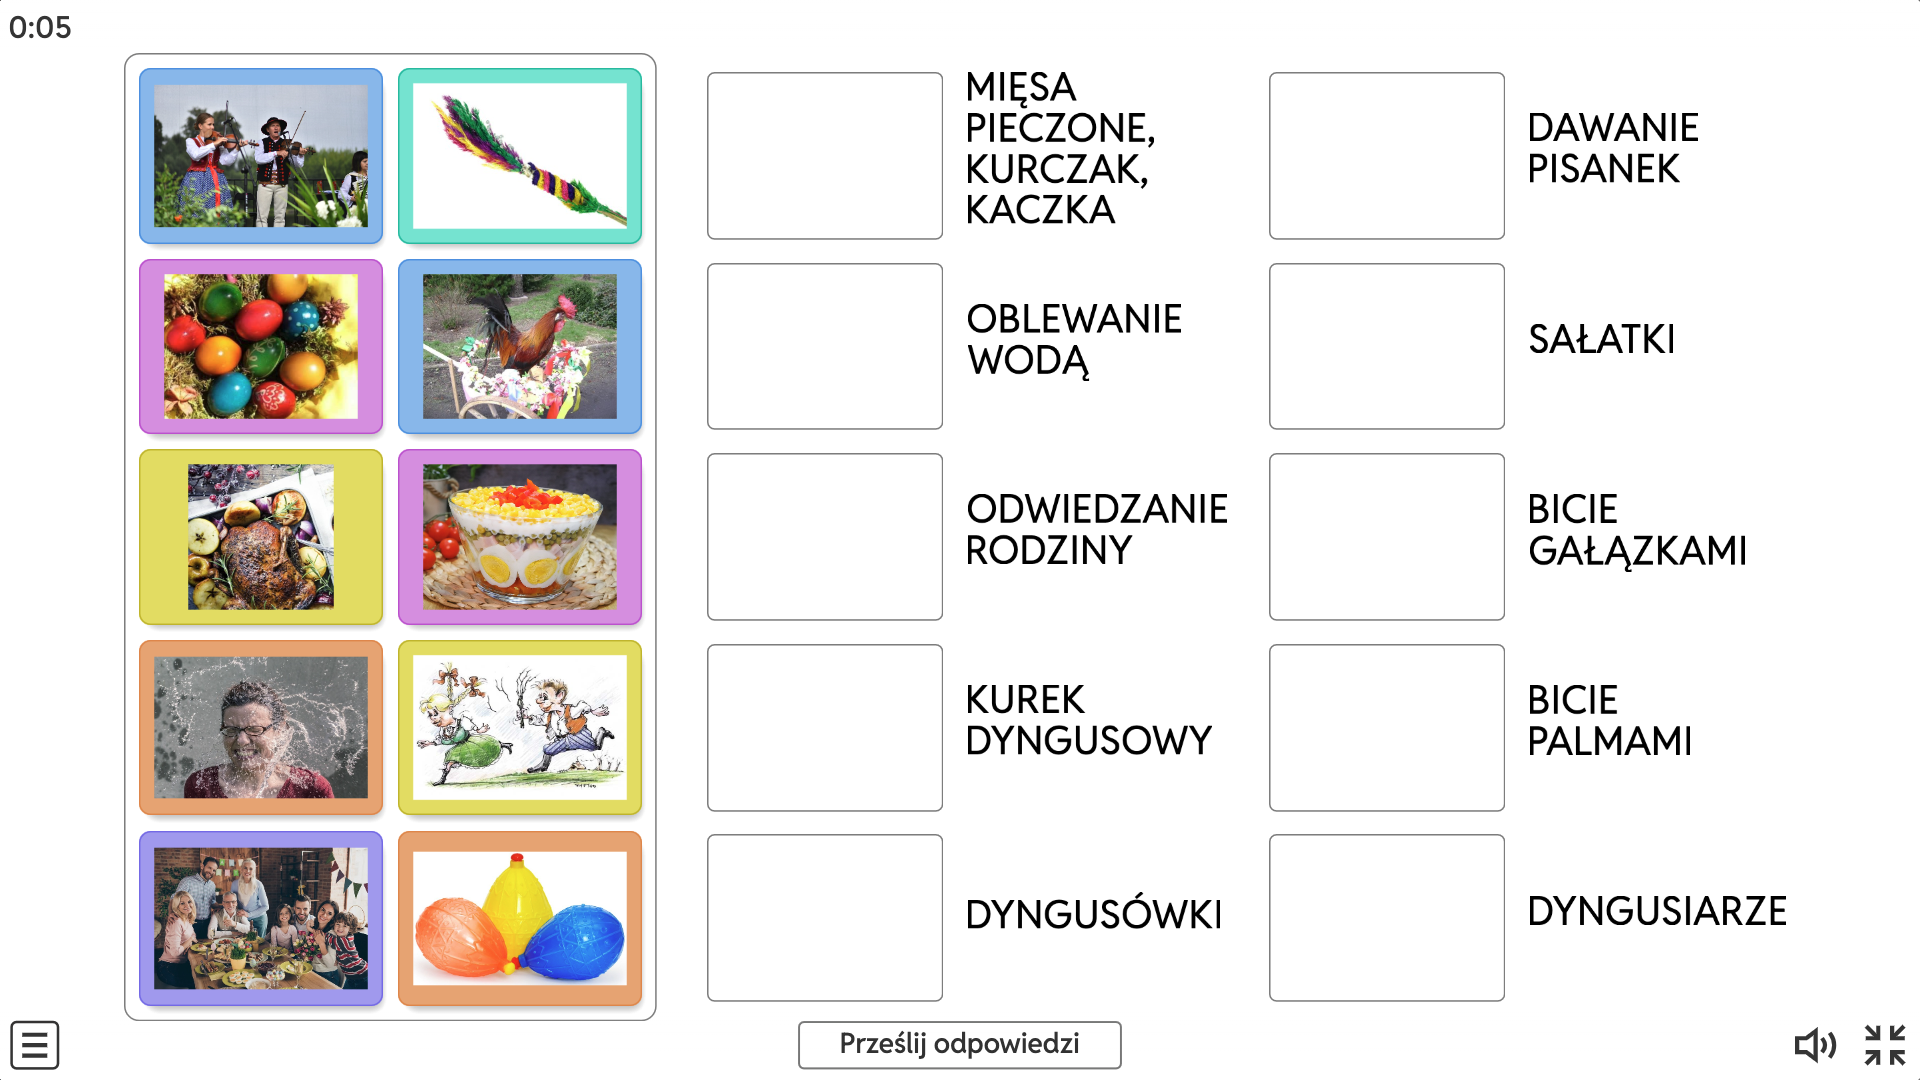 0:05
MIĘSA
PIECZONE,
KURCZAK,
KACZKA
DAWANIE
PISANEK
OBLEWANIE
WODĄ
SAŁATKI
ODWIEDZANIE
RODZINY
BICIE
GAŁĄZKAMI
KUREK
DYNGUSOWY
BICIE
PALMAMI
DYNGUSÓWKI
DYNGUSIARZE
Prześlij odpowiedzi